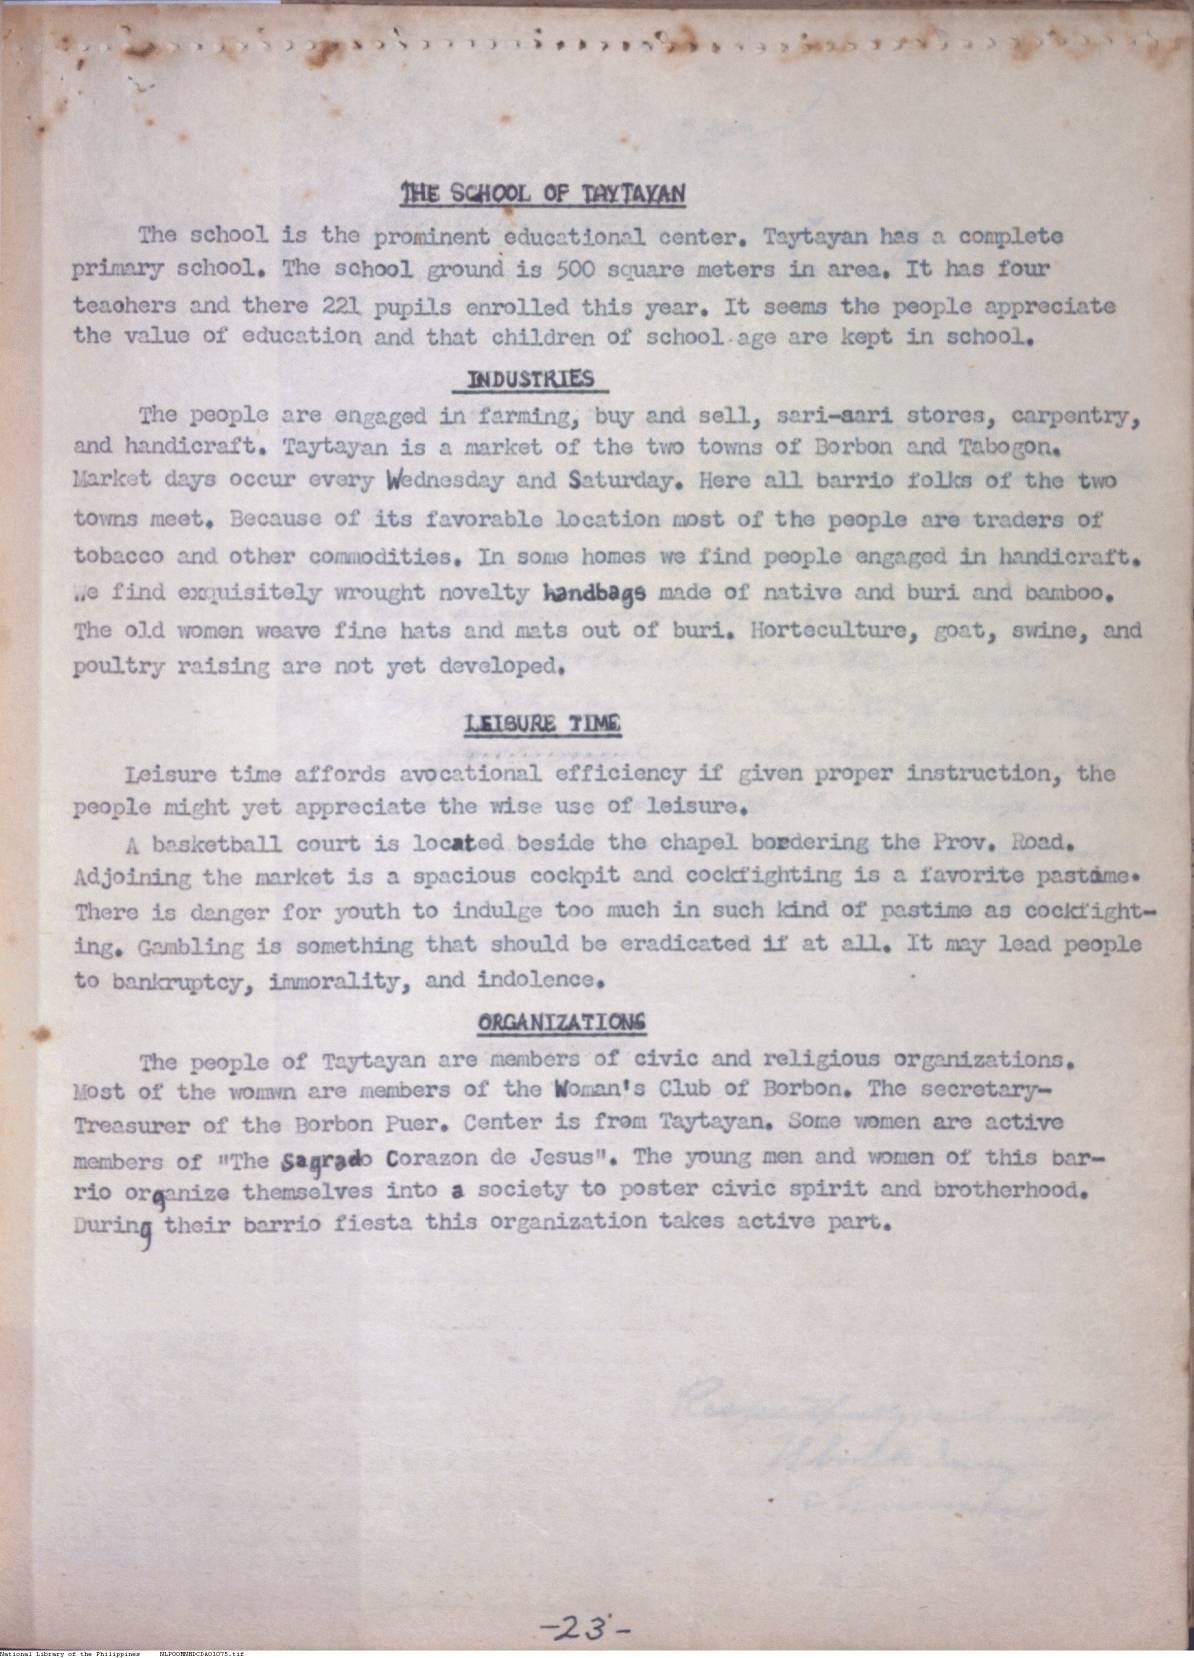 THE SCHOOL OF TAYTAYAN
The school is the prominent educational center. Taytayan has a complete
primary school. The school ground is 500 square meters in area. It has four
teachers and there 221 pupils enrolled this year. It seems the people appreciate
the value of education and that children of school age are kept in school.
INDUSTRIES
The people are engaged in farming, buy and sell, sari-sari stores, carpentry,
and handicraft. Taytayan is a market of the two towns of Borbon and Tabogon.
Market days occur every Wednesday and Saturday. Here all barrio folks of the two
towns meet. Because of its favorable location most of the people are traders of
tobacco and other commodities. In some homes we find people engaged in handicraft.
We find exquisitely wrought novelty handbags made of native and buri and bamboo.
The old women weave fine hats and mats out of buri. Horteculture, goat, swine, and
poultry raising are not yet developed.
LEISURE TIME
Leisure time affords avocational efficiency if given proper instruction, the
people might yet appreciate the wise use of leisure.
A basketball court is located beside the chapel bordering the Prov. Road.
Adjoining the market is a spacious cockpit and cockfighting is a favorite pastime.
There is danger for youth to indulge too much in such kind of pastime as cockfight-
ing. Gambling is something that should be eradicated if at all. It may lead people
to bankruptcy, immorality, and indolence.
ORGANIZATIONS
The people of Taytayan are members of civic and religious organizations.
Most of the womwn are members of the Woman's Club of Borbon. The secretary-
Treasurer of the Borbon Puer. Center is from Taytayan. Some women are active
members of "The Sagrado Corazon de Jesus". The young men and women of this bar-
rio organize themselves into a society to poster civic spirit and brotherhood.
During their barrio fiesta this organization takes active part.
-23-
National Library of the Philippines NLPOOMNHDCDA01075.tif